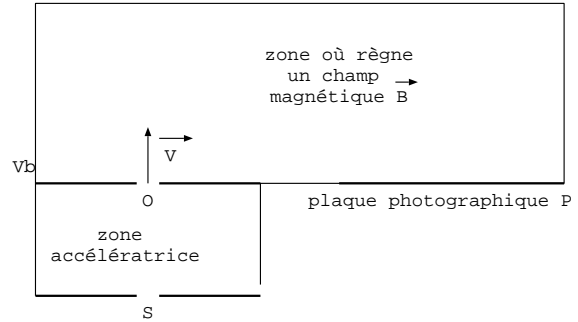 zone où règne
un champ
magnétique B
V
Vb
O
plaque photographique P
zone
accélératrice
S